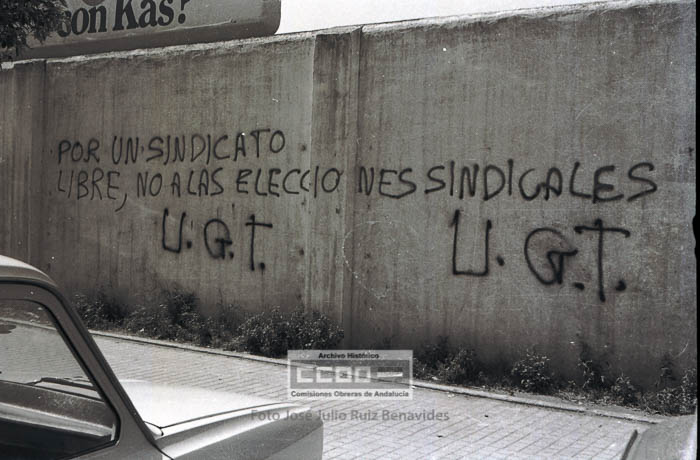 con Kas?
POR UN SINDICATO
LIBRE, NO A LAS ELECCIONES SINDICALES
U.G.T. U.G.T.
Archivo Histórico
CCOO
Comisiones Obreras de Andalucía
Foto José Julio Ruiz Benavides